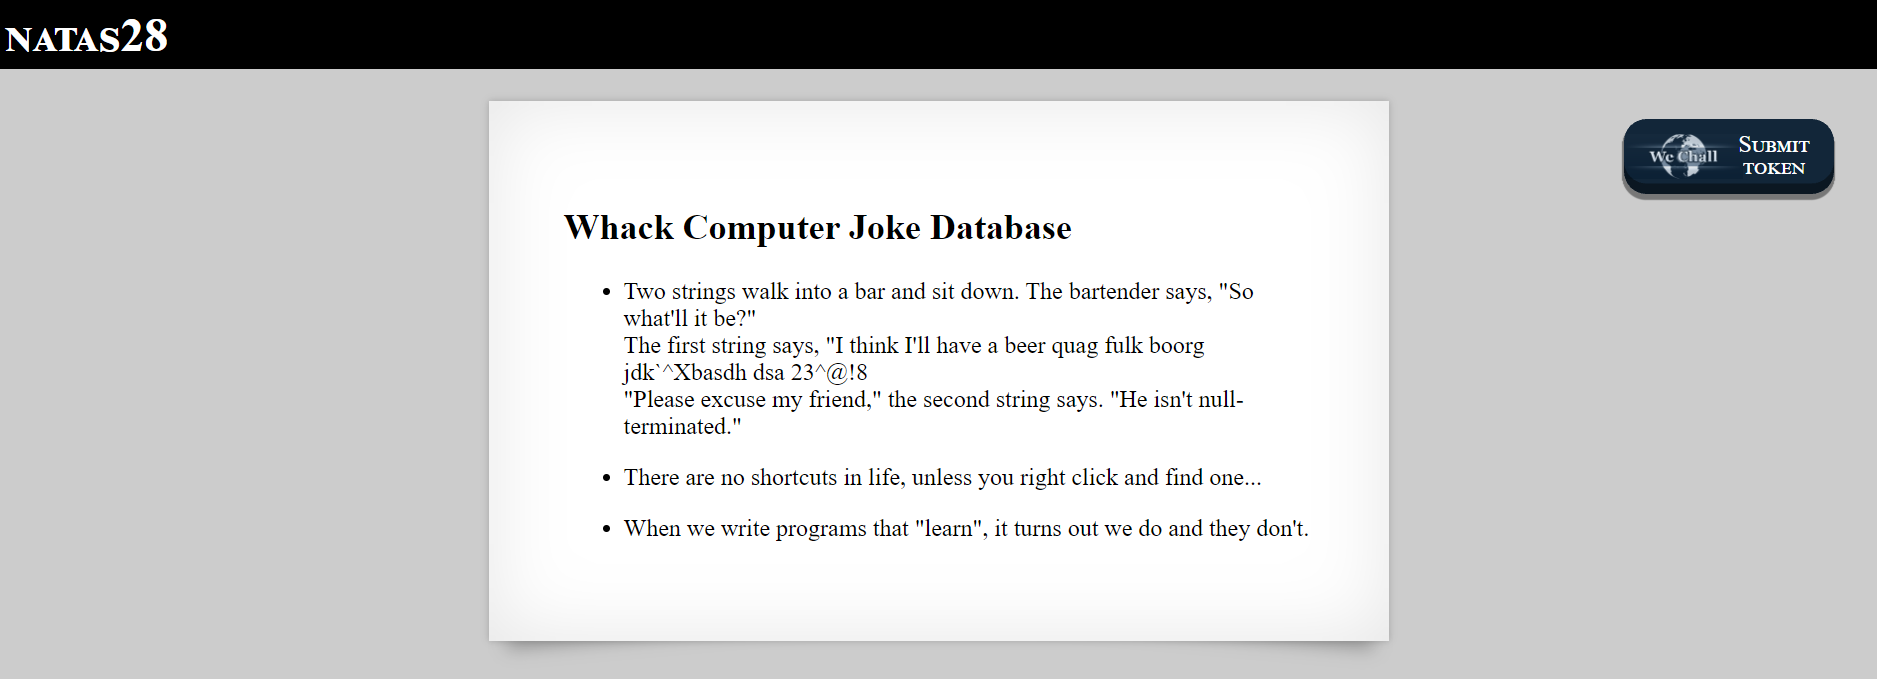 NATAS28
We Chall
SUBMIT
TOKEN
Whack Computer Joke Database
Two strings walk into a bar and sit down. The bartender says, "So
what'll it be?"
The first string says, "I think I'll have a beer quag fulk boorg
jdk`^Xbasdh dsa 23^@!8
"Please excuse my friend," the second string says. "He isn't null-
terminated."
There are no shortcuts in life, unless you right click and find one...
When we write programs that "learn", it turns out we do and they don't.